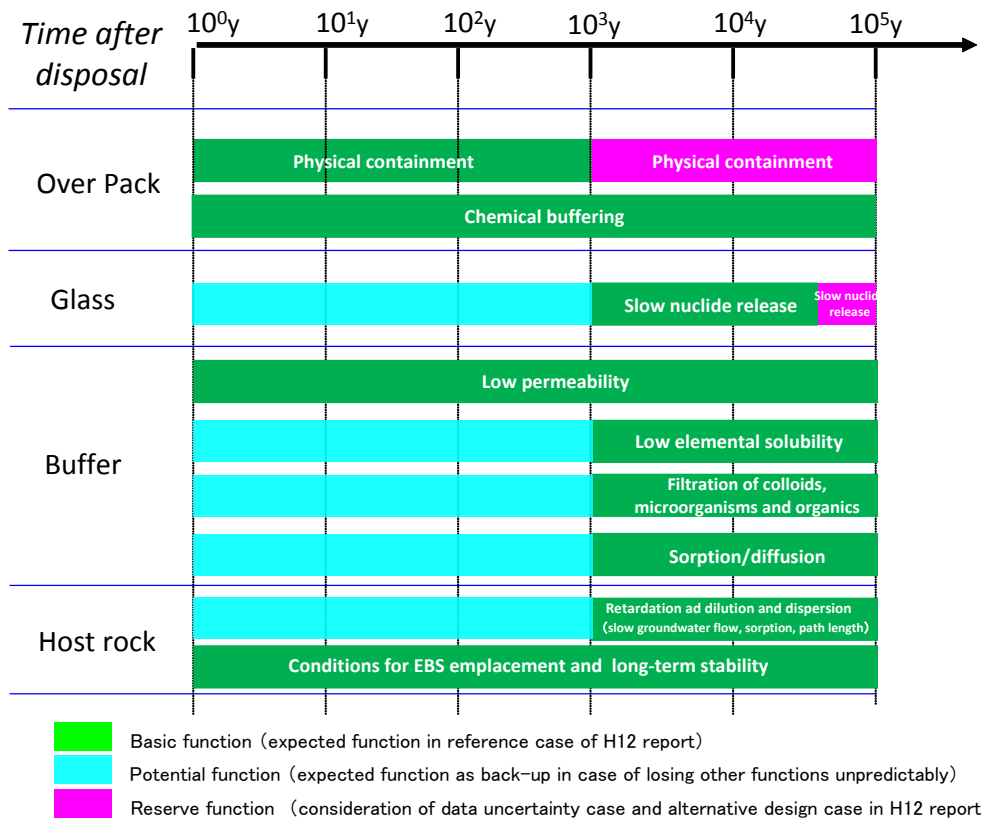 Time after
disposal
10⁰y 10¹y 10²y 10³y 10⁴y 10⁵y
Over Pack
Physical containment Physical containment
Chemical buffering
Glass
Slow nuclide release Slow nuclid
release
Buffer
Low permeability
Low elemental solubility
Filtration of colloids,
microorganisms and organics
Sorption/diffusion
Host rock
Retardation ad dilution and dispersion
(slow groundwater flow, sorption, path length)
Conditions for EBS emplacement and long-term stability
Basic function (expected function in reference case of H12 report)
Potential function (expected function as back-up in case of losing other functions unpredictably)
Reserve function (consideration of data uncertainty case and alternative design case in H12 report